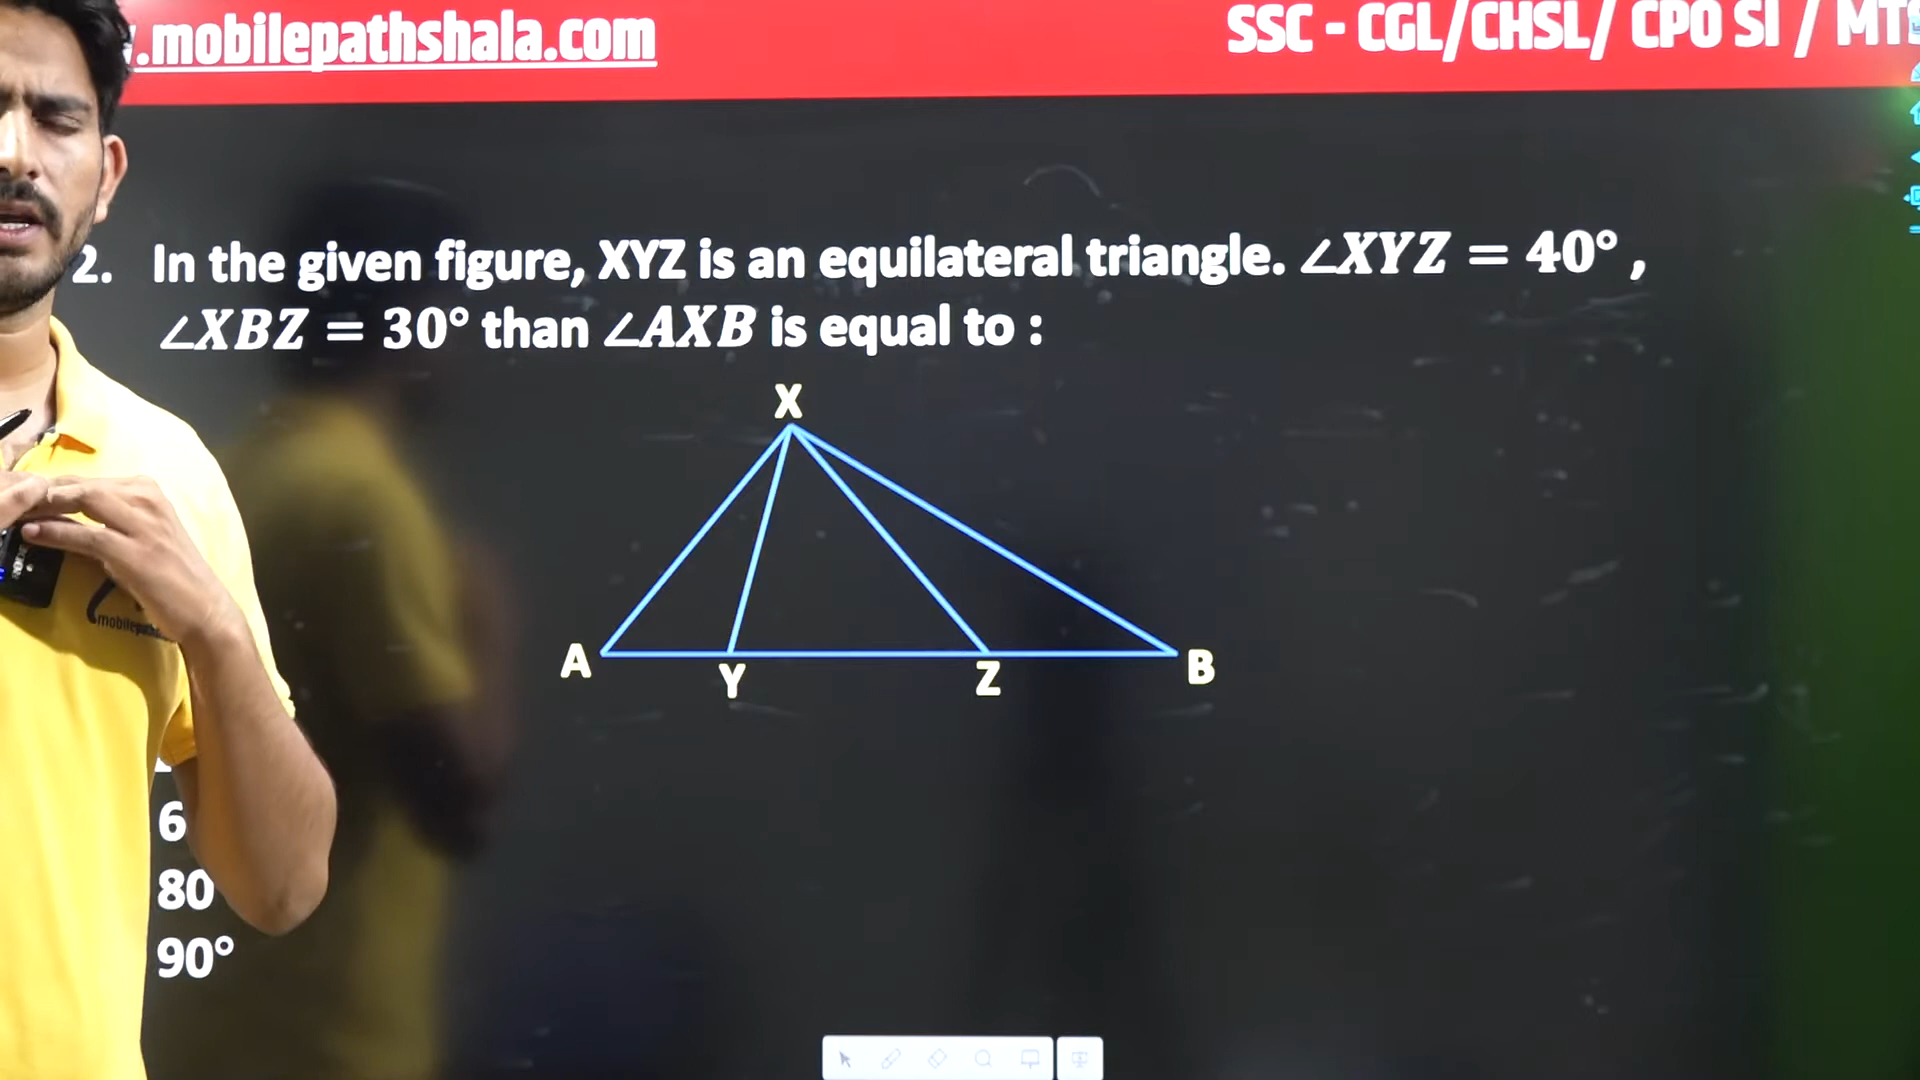 .mobilepathshala.com
SSC - CGL/CHSL/ CPO SI / MTS
2. In the given figure, XYZ is an equilateral triangle. ∠XYZ = 40° ,
∠XBZ = 30° than ∠AXB is equal to :
X
A
Y
Z
B
6
80
90°